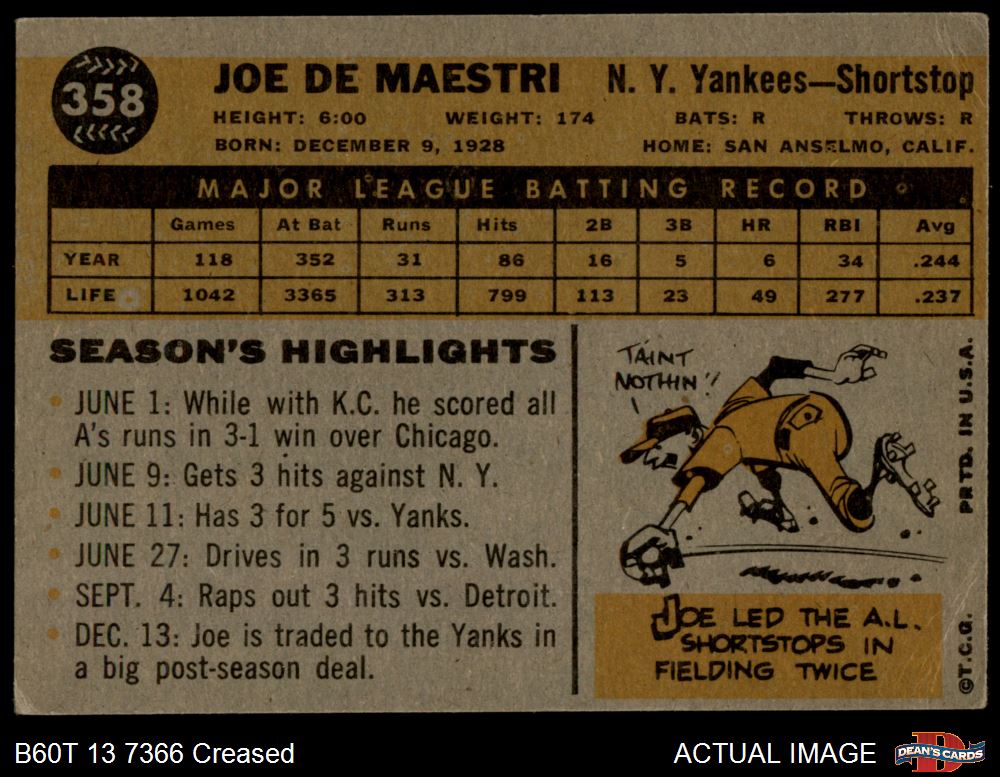 358
JOE DE MAESTRI N. Y. Yankees—Shortstop
HEIGHT: 6:00 WEIGHT: 174 BATS: R THROWS: R
BORN: DECEMBER 9, 1928 HOME: SAN ANSELMO, CALIF.
MAJOR LEAGUE BATTING RECORD
Games At Bat Runs Hits 2B 3B HR RBI Avg
YEAR 118 352 31 86 16 5 6 34 .244
LIFE 1042 3365 313 799 113 23 49 277 .237
SEASON'S HIGHLIGHTS
• JUNE 1: While with K.C. he scored all
A's runs in 3-1 win over Chicago.
• JUNE 9: Gets 3 hits against N. Y.
• JUNE 11: Has 3 for 5 vs. Yanks.
• JUNE 27: Drives in 3 runs vs. Wash.
• SEPT. 4: Raps out 3 hits vs. Detroit.
• DEC. 13: Joe is traded to the Yanks in
a big post-season deal.
TAINT
NOTHIN'!
JOE LED THE A.L.
SHORTSTOPS IN
FIELDING TWICE
PRTD. IN U.S.A.
©T.C.G.
B60T 13 7366 Creased
ACTUAL IMAGE
DEAN'S CARDS